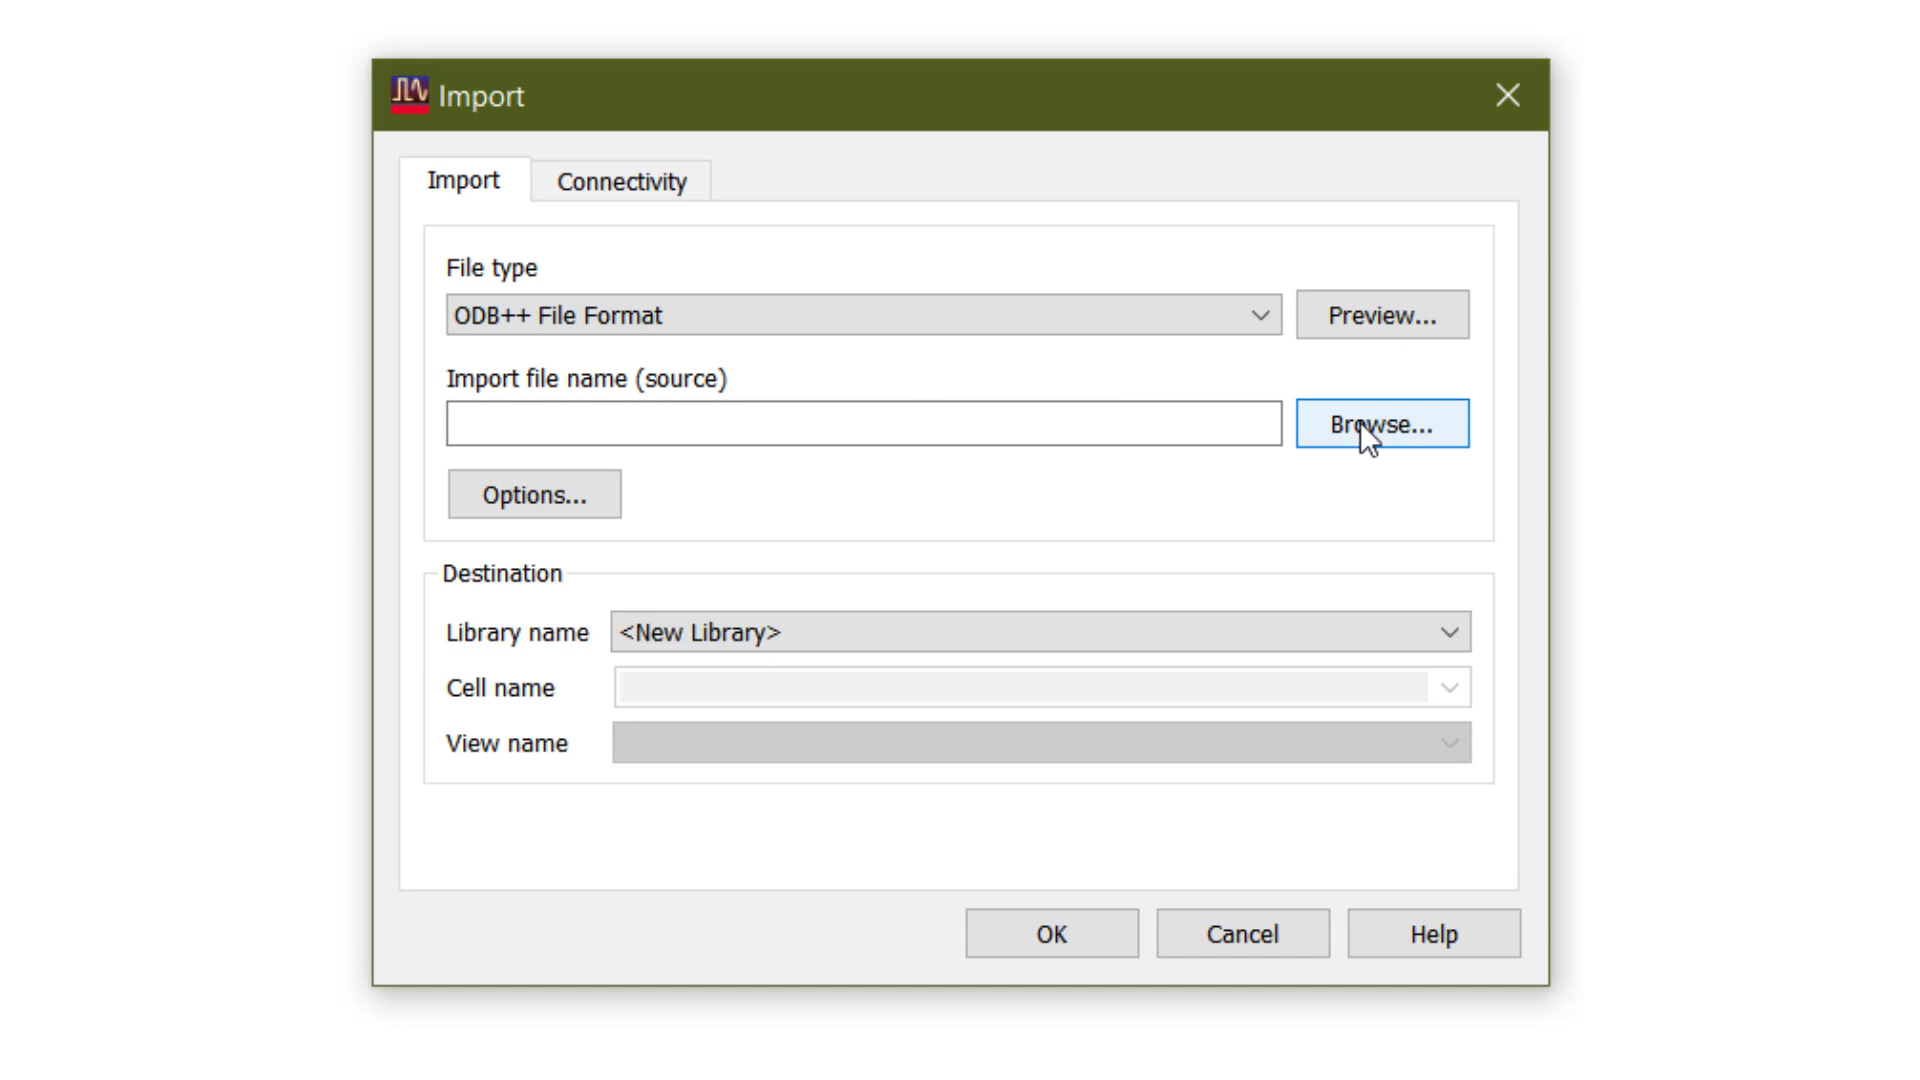 Import
Import Connectivity
File type
ODB++ File Format Preview...
Import file name (source)
Browse...
Options...
Destination
Library name <New Library>
Cell name
View name
OK Cancel Help